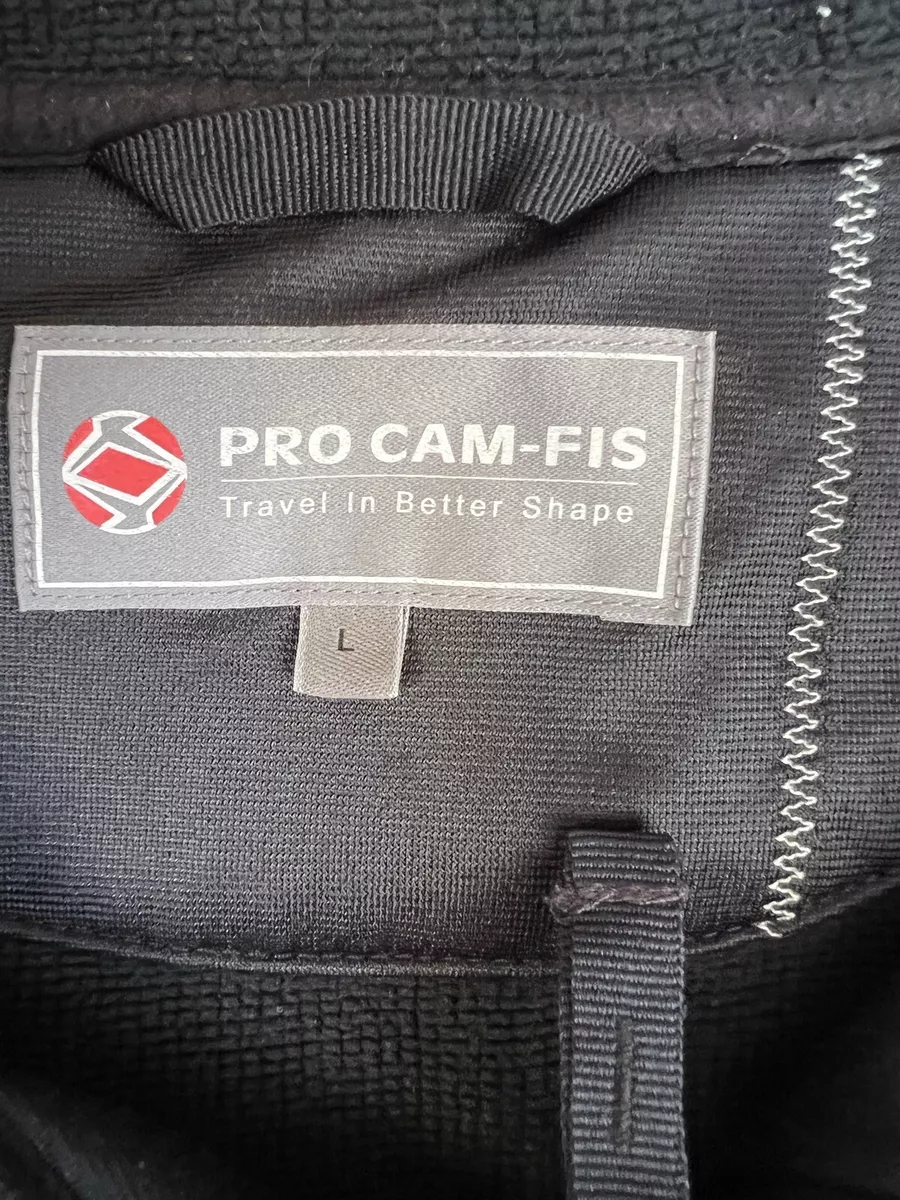 PRO CAM-FIS
Travel In Better Shape
L